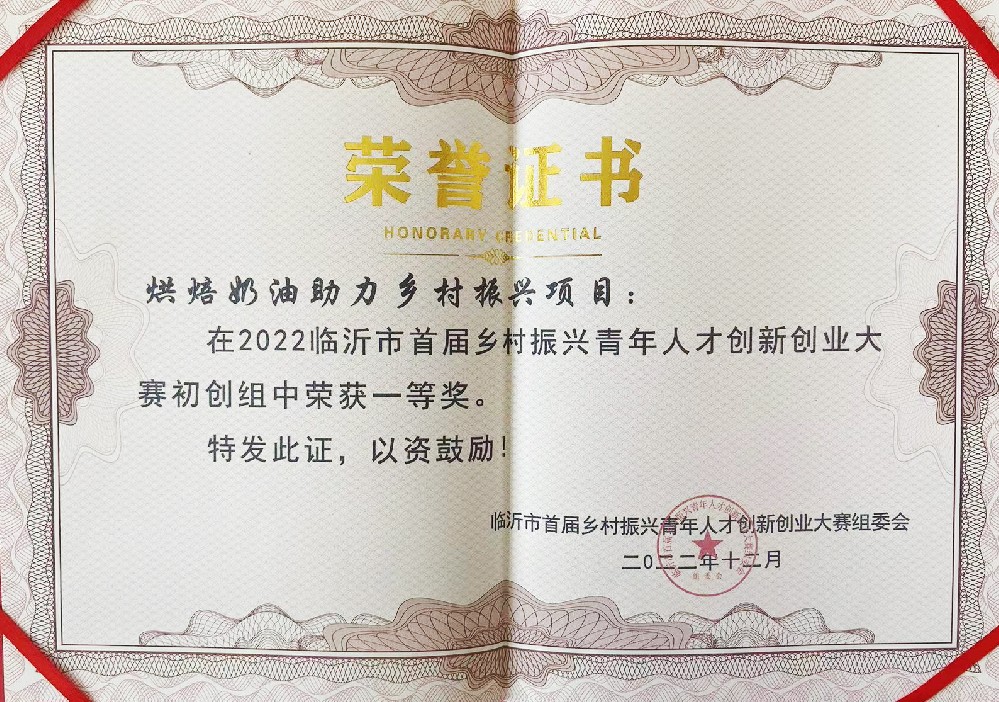 荣誉证书
HONORARY CREDENTIAL
烘焙奶油助力乡村振兴项目：
在2022临沂市首届乡村振兴青年人才创新创业大
赛初创组中荣获一等奖。
特发此证，以资鼓励！
临沂市首届乡村振兴青年人才创新创业大赛组委会
二〇二二年十二月